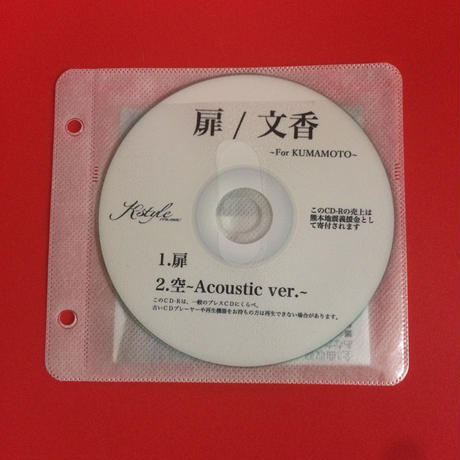 扉 / 文香
~For KUMAMOTO~
K-style
このCD-Rの売上は
熊本地震義援金とし
て寄付されます
1.扉
2.空~Acoustic ver.~
このCD-Rは、一般のプレスCDにくらべ、
古いCDプレーヤーや再生機器をお持ちの方は再生できない場合があります。